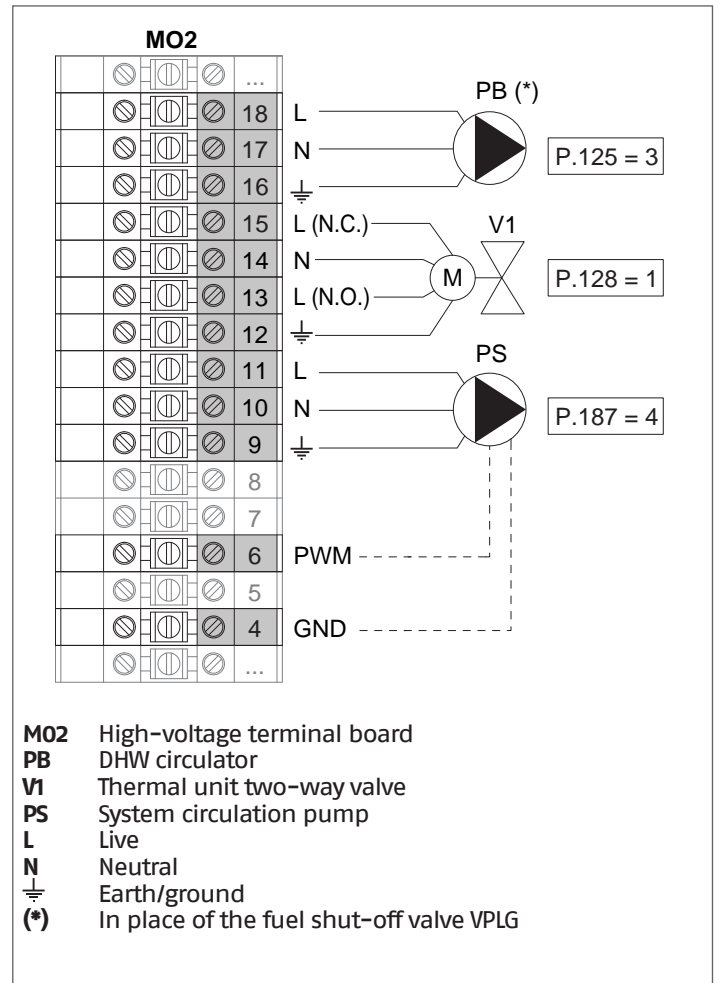 MO2
...
18 L PB (*)
17 N P.125 = 3
16 ⏚
15 L (N.C.) V1
14 N M P.128 = 1
13 L (N.O.)
12 ⏚
11 L PS
10 N P.187 = 4
9 ⏚
8
7
6 PWM
5
4 GND
...
M02 High-voltage terminal board
PB DHW circulator
V1 Thermal unit two-way valve
PS System circulation pump
L Live
N Neutral
⏚ Earth/ground
(*) In place of the fuel shut-off valve VPLG